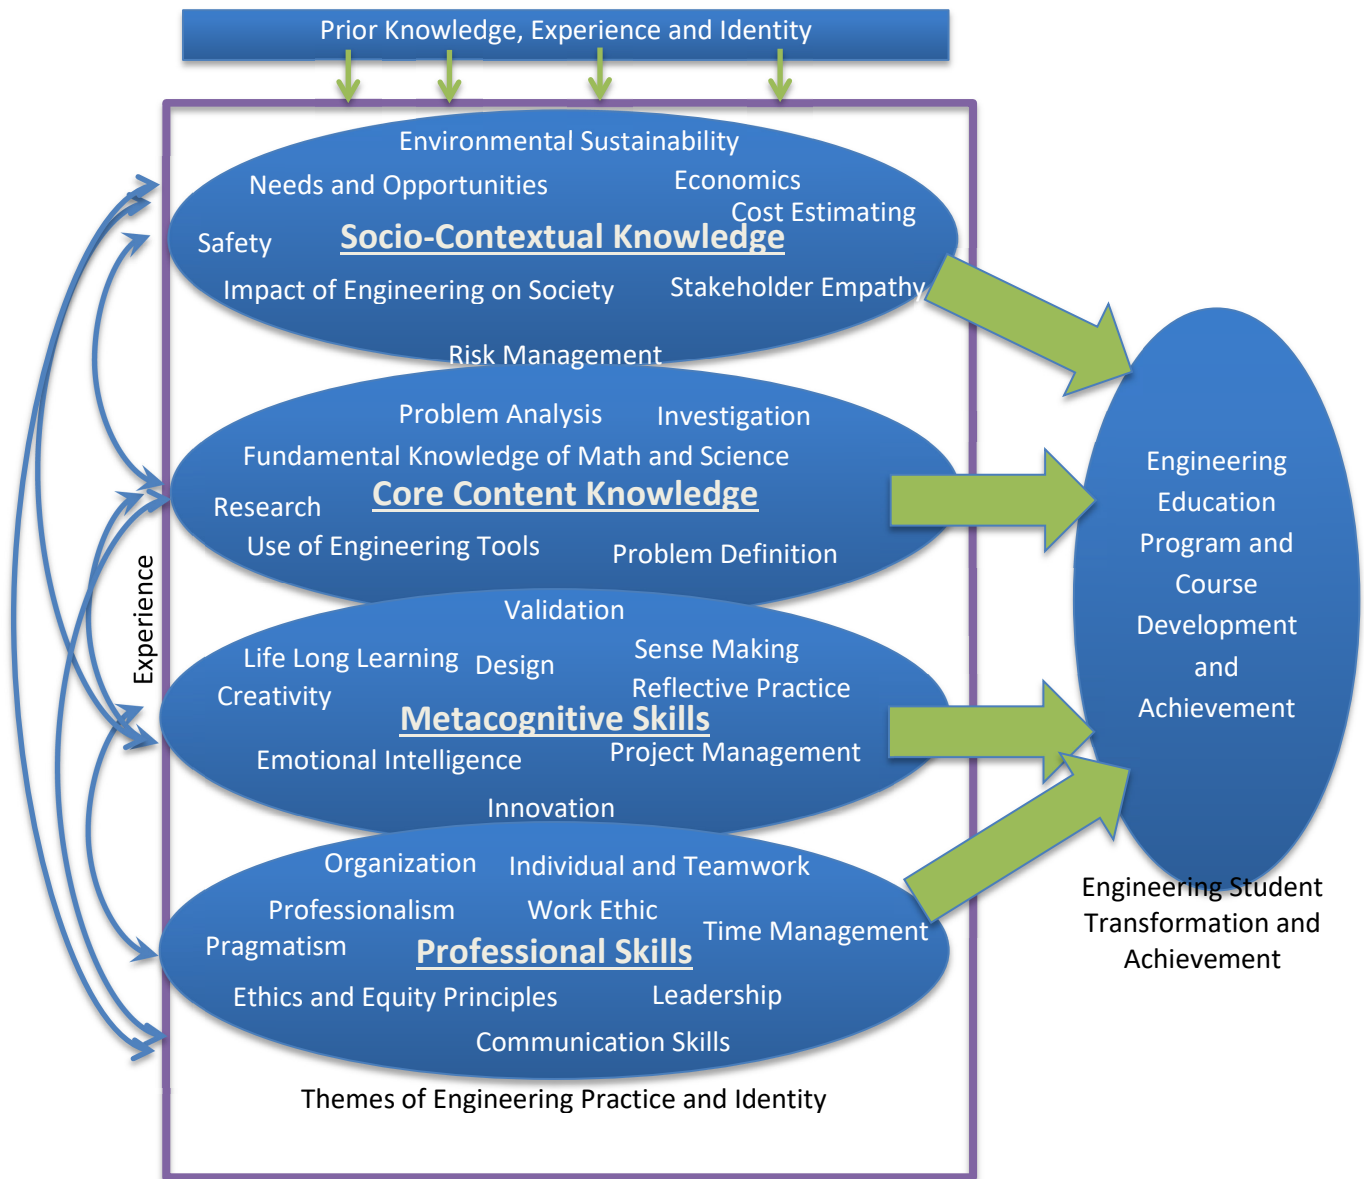 Prior Knowledge, Experience and Identity
Environmental Sustainability
Needs and Opportunities
Economics
Cost Estimating
Safety
Socio-Contextual Knowledge
Impact of Engineering on Society
Stakeholder Empathy
Risk Management
Problem Analysis
Investigation
Fundamental Knowledge of Math and Science
Core Content Knowledge
Research
Use of Engineering Tools
Problem Definition
Experience
Validation
Life Long Learning
Design
Sense Making
Creativity
Reflective Practice
Metacognitive Skills
Emotional Intelligence
Project Management
Innovation
Organization
Individual and Teamwork
Professionalism
Work Ethic
Time Management
Pragmatism
Professional Skills
Ethics and Equity Principles
Leadership
Communication Skills
Themes of Engineering Practice and Identity
Engineering
Education
Program and
Course
Development
and
Achievement
Engineering Student
Transformation and
Achievement